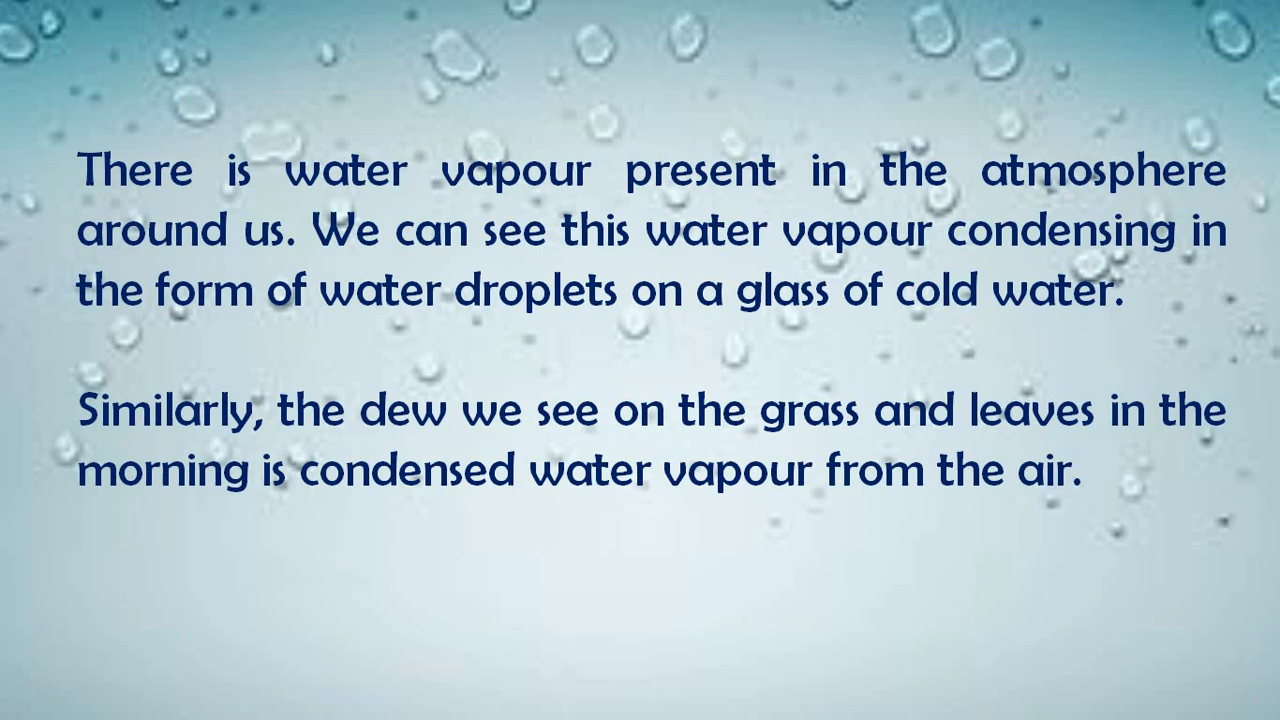 There is water vapour present in the atmosphere
around us. We can see this water vapour condensing in
the form of water droplets on a glass of cold water.
Similarly, the dew we see on the grass and leaves in the
morning is condensed water vapour from the air.